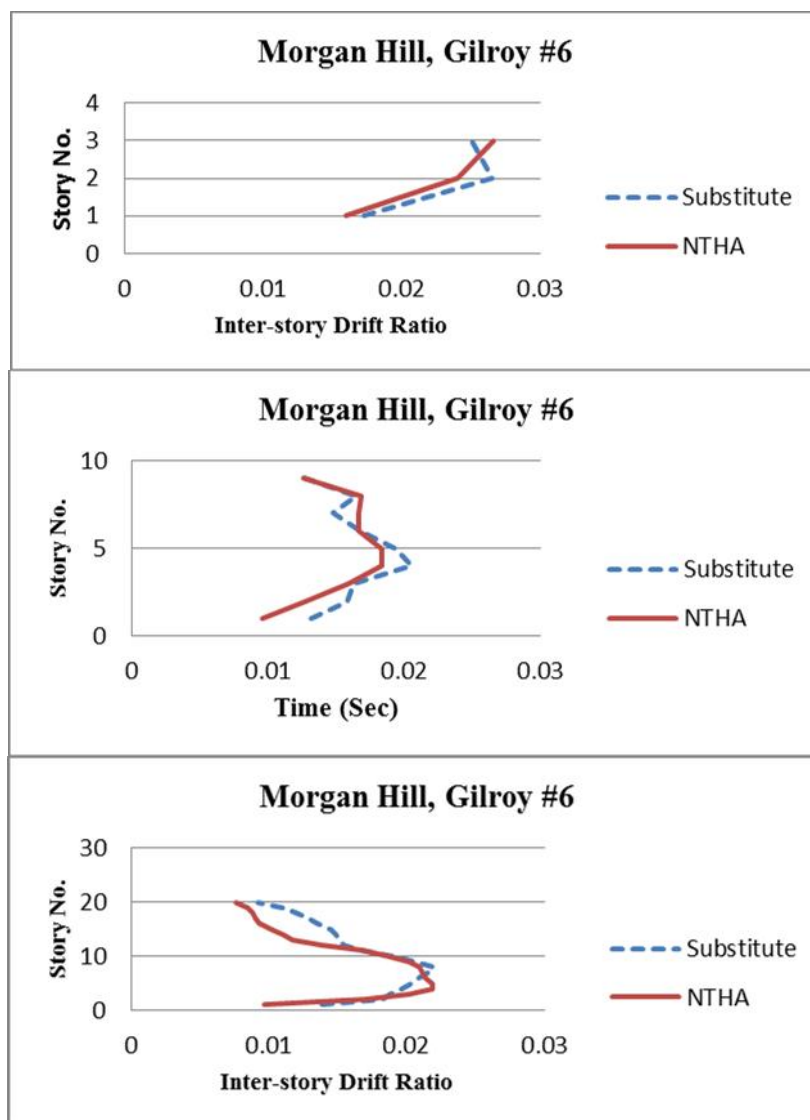 Morgan Hill, Gilroy #6
4
3
2
1
0
Story No.
0 0.01 0.02 0.03
Inter-story Drift Ratio
Substitute
NTHA
Morgan Hill, Gilroy #6
10
5
0
Story No.
0 0.01 0.02 0.03
Time (Sec)
Substitute
NTHA
Morgan Hill, Gilroy #6
30
20
10
0
Story No.
0 0.01 0.02 0.03
Inter-story Drift Ratio
Substitute
NTHA